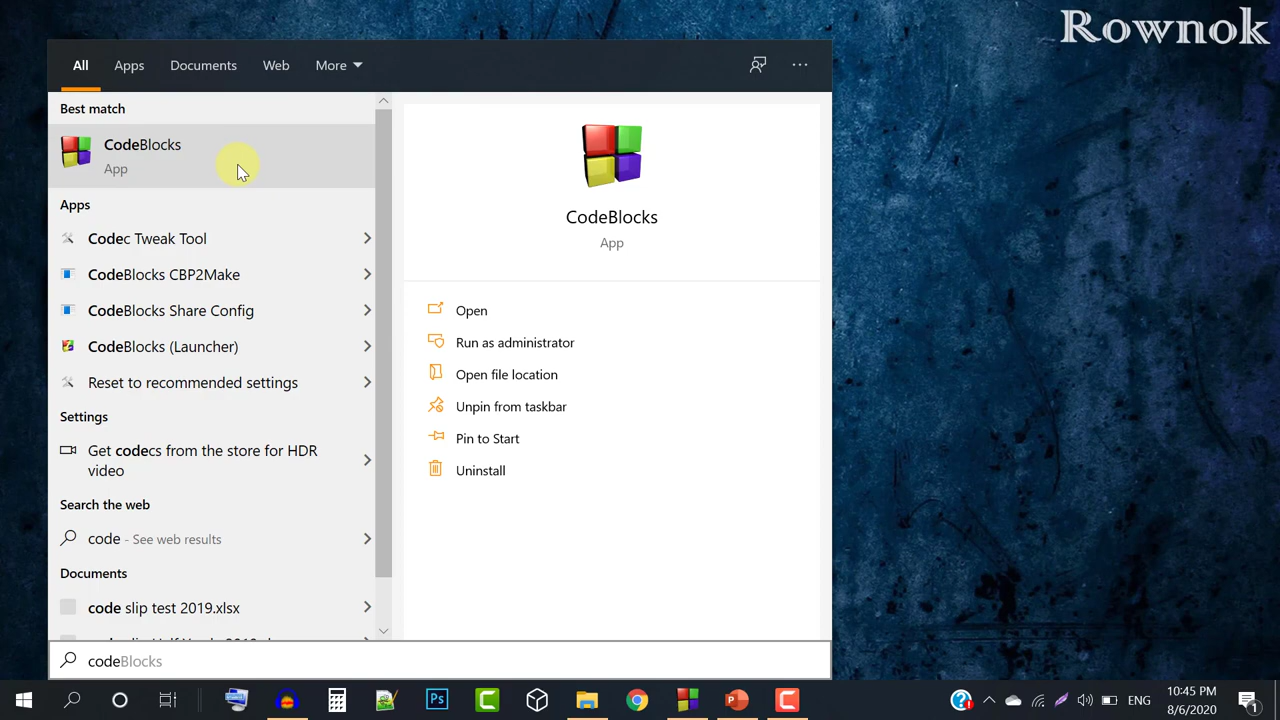 Rownok
All Apps Documents Web More
Best match
CodeBlocks
App
Apps
Codec Tweak Tool
CodeBlocks CBP2Make
CodeBlocks Share Config
CodeBlocks (Launcher)
Reset to recommended settings
Settings
Get codecs from the store for HDR
video
Search the web
code - See web results
Documents
code slip test 2019.xlsx
CodeBlocks
App
Open
Run as administrator
Open file location
Unpin from taskbar
Pin to Start
Uninstall
codeBlocks
Ps
ENG
10:45 PM
8/6/2020
1